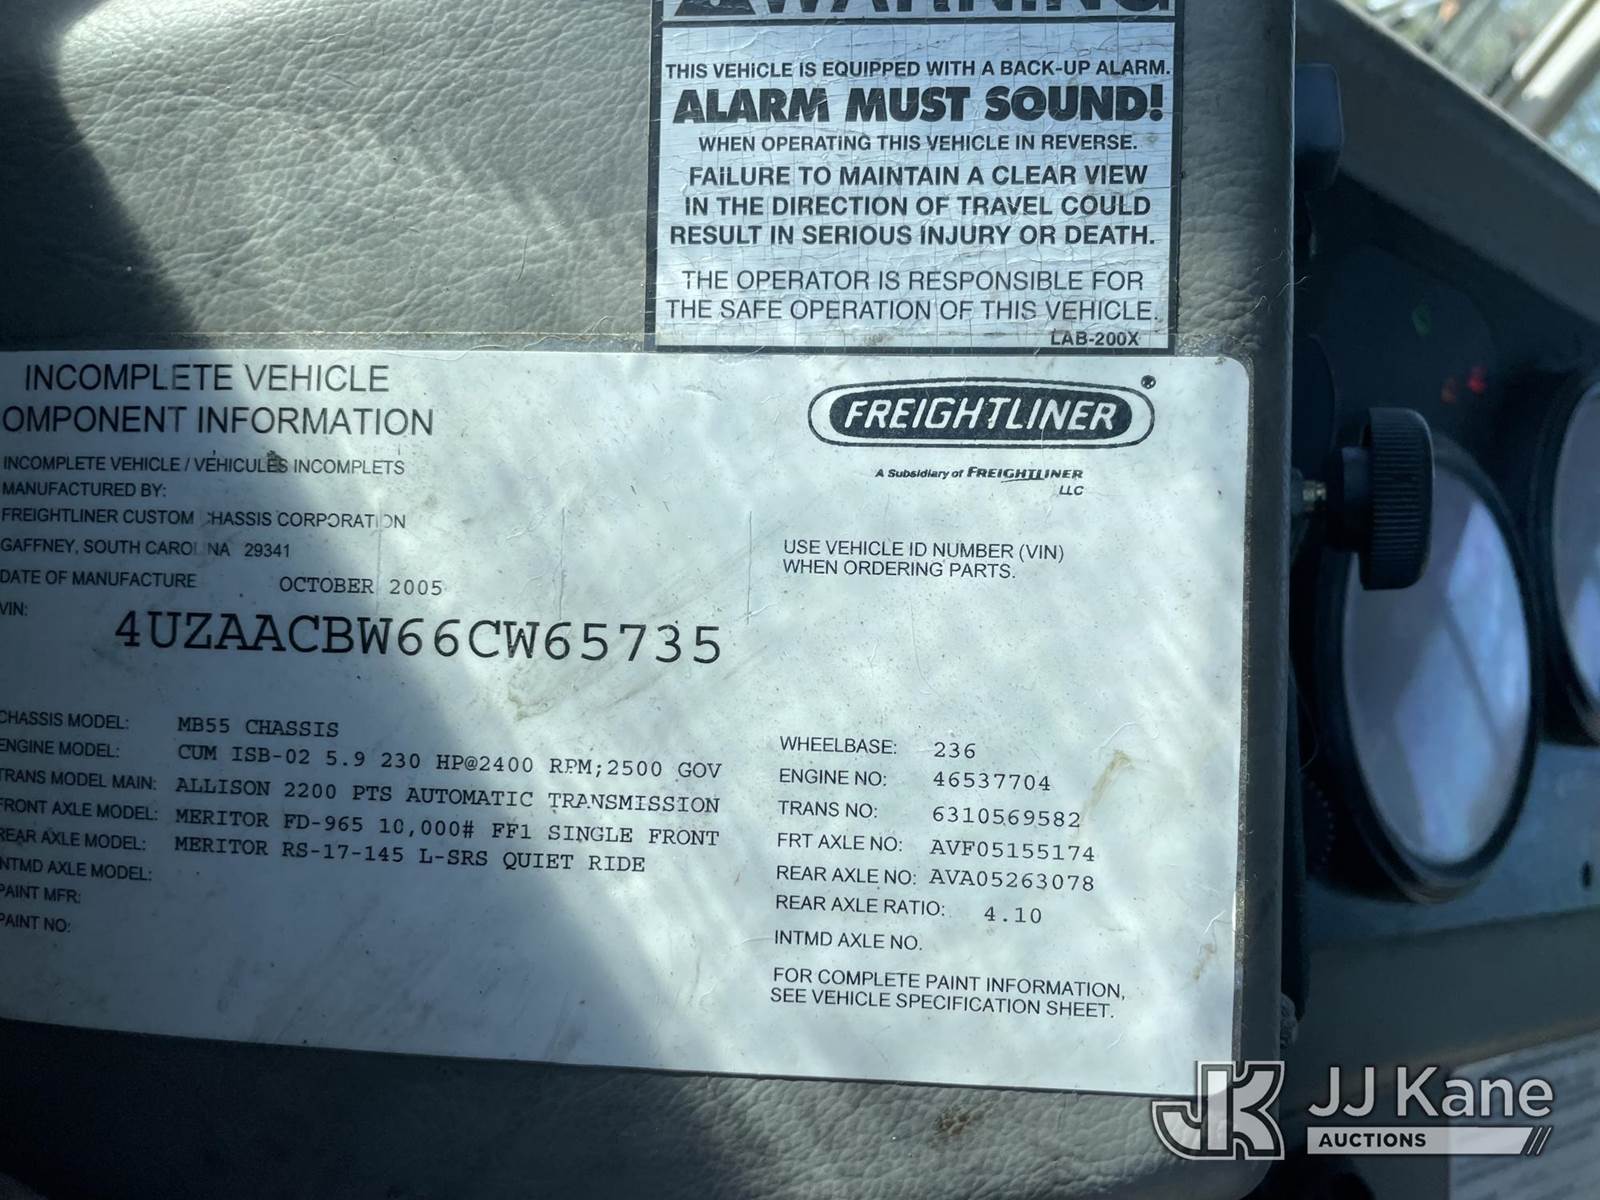 WARNING
THIS VEHICLE IS EQUIPPED WITH A BACK-UP ALARM.
ALARM MUST SOUND!
WHEN OPERATING THIS VEHICLE IN REVERSE.
FAILURE TO MAINTAIN A CLEAR VIEW
IN THE DIRECTION OF TRAVEL COULD
RESULT IN SERIOUS INJURY OR DEATH.
THE OPERATOR IS RESPONSIBLE FOR
THE SAFE OPERATION OF THIS VEHICLE.
LAB-200X
INCOMPLETE VEHICLE
OMPONENT INFORMATION
INCOMPLETE VEHICLE / VEHICULES INCOMPLETS
MANUFACTURED BY:
FREIGHTLINER CUSTOM CHASSIS CORPORATION
GAFFNEY, SOUTH CAROLINA 29341
DATE OF MANUFACTURE OCTOBER 2005
VIN:
4UZAACBW66CW65735
CHASSIS MODEL: MB55 CHASSIS
ENGINE MODEL: CUM ISB-02 5.9 230 HP@2400 RPM;2500 GOV
TRANS MODEL MAIN: ALLISON 2200 PTS AUTOMATIC TRANSMISSION
FRONT AXLE MODEL: MERITOR FD-965 10,000# FF1 SINGLE FRONT
REAR AXLE MODEL: MERITOR RS-17-145 L-SRS QUIET RIDE
INTMD AXLE MODEL:
PAINT MFR:
PAINT NO:
FREIGHTLINER®
A Subsidiary of FREIGHTLINER
LLC
USE VEHICLE ID NUMBER (VIN)
WHEN ORDERING PARTS.
WHEELBASE: 236
ENGINE NO: 46537704
TRANS NO: 6310569582
FRT AXLE NO: AVF05155174
REAR AXLE NO: AVA05263078
REAR AXLE RATIO: 4.10
INTMD AXLE NO.
FOR COMPLETE PAINT INFORMATION,
SEE VEHICLE SPECIFICATION SHEET.
JK JJ Kane
AUCTIONS